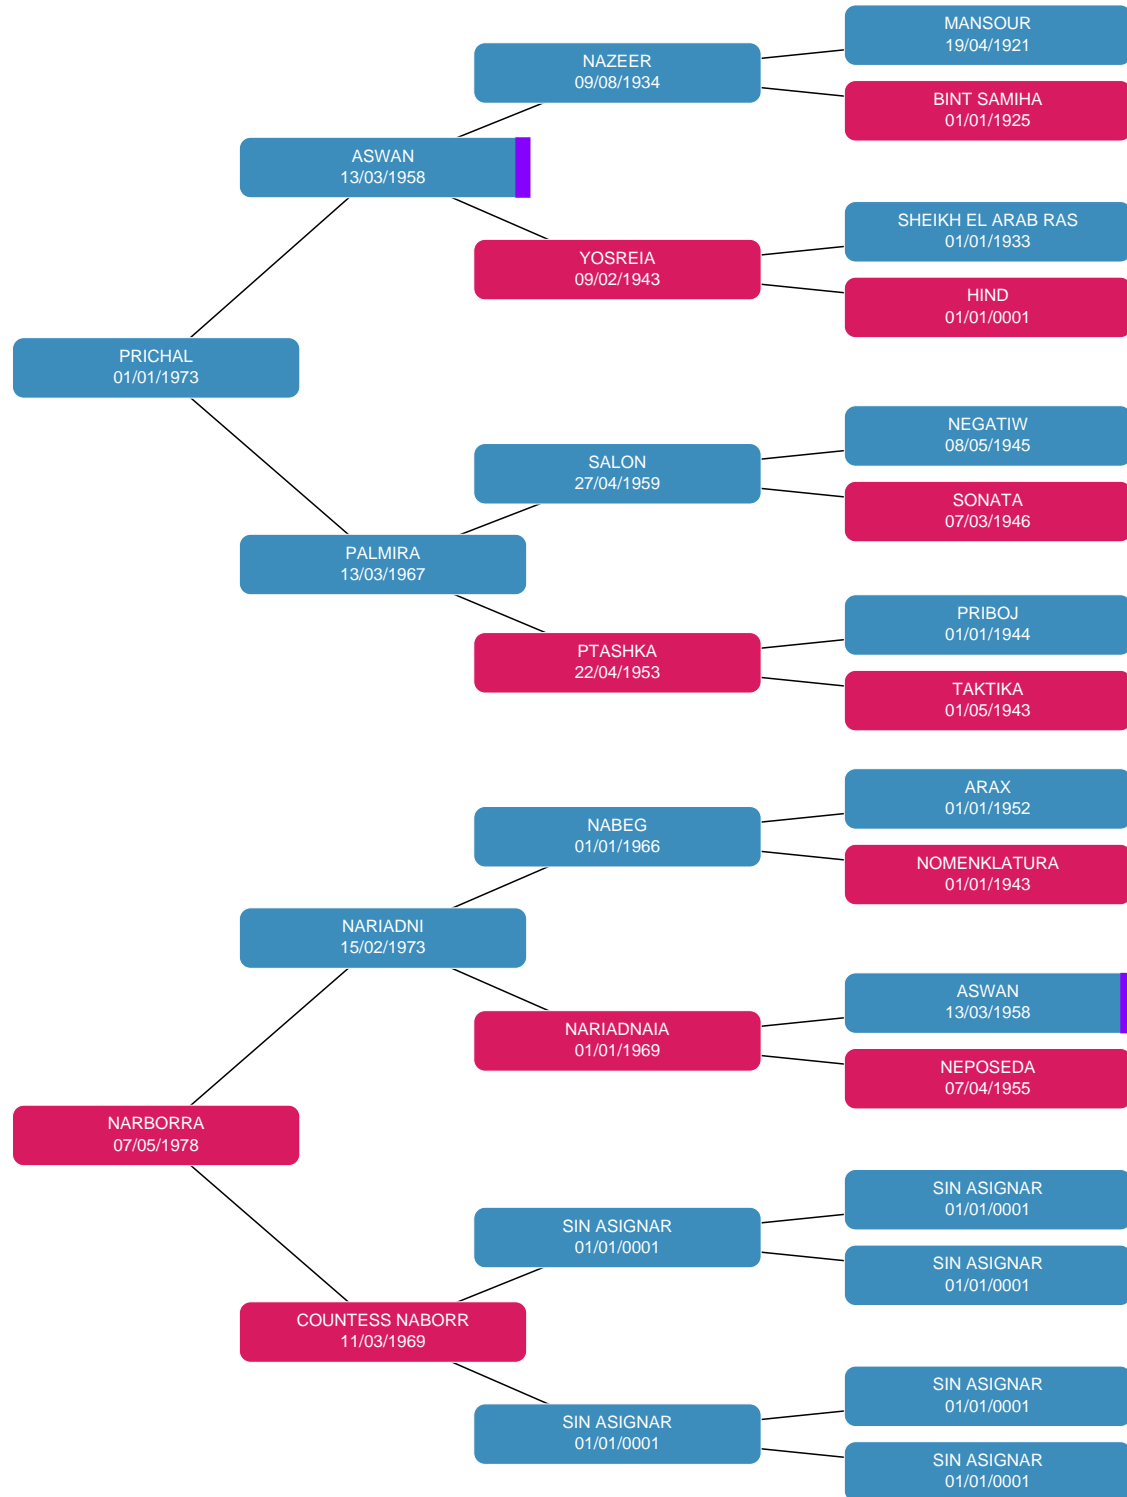 MANSOUR
19/04/1921
NAZEER
09/08/1934
BINT SAMIHA
01/01/1925
ASWAN
13/03/1958
SHEIKH EL ARAB RAS
01/01/1933
YOSREIA
09/02/1943
HIND
01/01/0001
PRICHAL
01/01/1973
NEGATIW
08/05/1945
SALON
27/04/1959
SONATA
07/03/1946
PALMIRA
13/03/1967
PRIBOJ
01/01/1944
PTASHKA
22/04/1953
TAKTIKA
01/05/1943
ARAX
01/01/1952
NABEG
01/01/1966
NOMENKLATURA
01/01/1943
NARIADNI
15/02/1973
ASWAN
13/03/1958
NARIADNAIA
01/01/1969
NEPOSEDA
07/04/1955
NARBORRA
07/05/1978
SIN ASIGNAR
01/01/0001
SIN ASIGNAR
01/01/0001
SIN ASIGNAR
01/01/0001
COUNTESS NABORR
11/03/1969
SIN ASIGNAR
01/01/0001
SIN ASIGNAR
01/01/0001
SIN ASIGNAR
01/01/0001